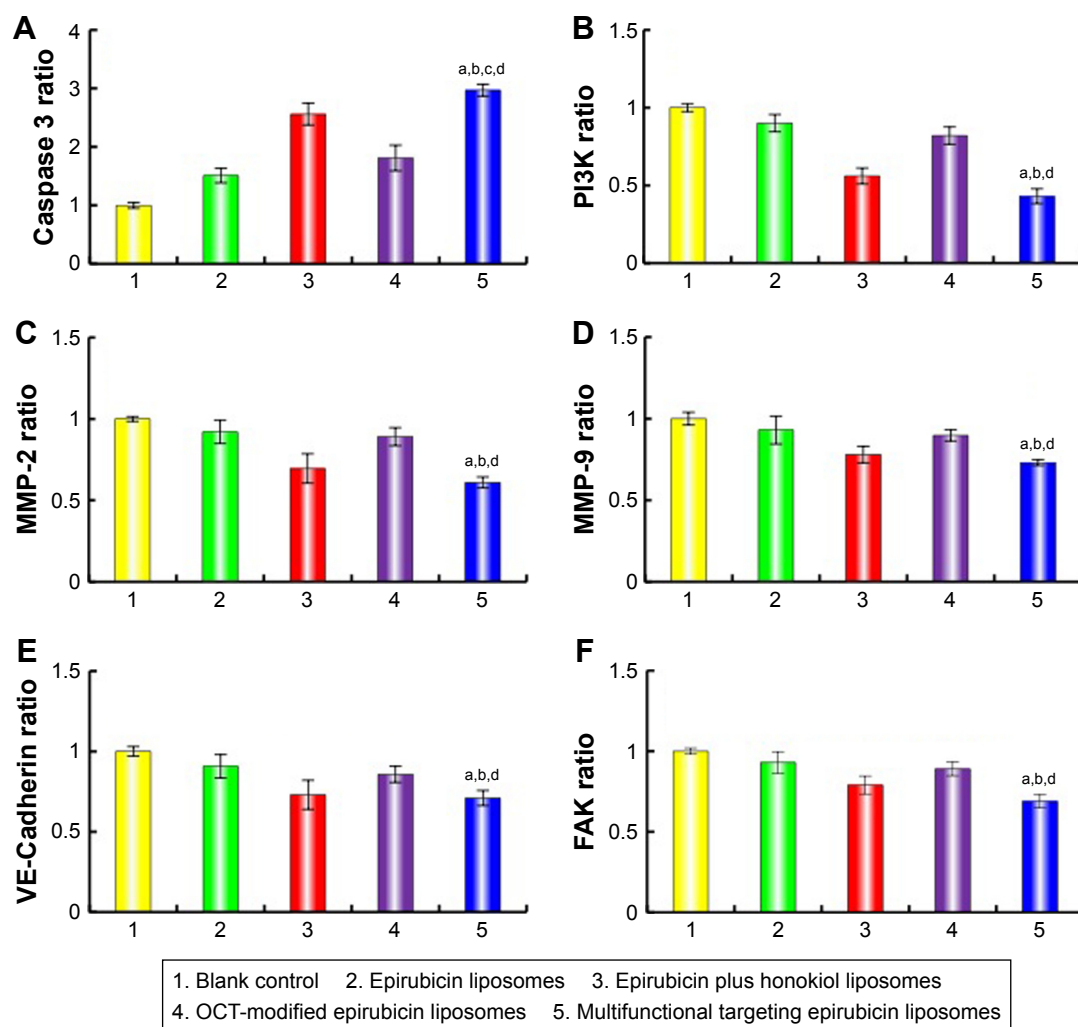 A
Caspase 3 ratio
4
3
2
1
0
a,b,c,d
1 2 3 4 5
B
PI3K ratio
1.5
1
0.5
0
a,b,d
1 2 3 4 5
C
MMP-2 ratio
1.5
1
0.5
0
a,b,d
1 2 3 4 5
D
MMP-9 ratio
1.5
1
0.5
0
a,b,d
1 2 3 4 5
E
VE-Cadherin ratio
1.5
1
0.5
0
a,b,d
1 2 3 4 5
F
FAK ratio
1.5
1
0.5
0
a,b,d
1 2 3 4 5
1. Blank control 2. Epirubicin liposomes 3. Epirubicin plus honokiol liposomes
4. OCT-modified epirubicin liposomes 5. Multifunctional targeting epirubicin liposomes